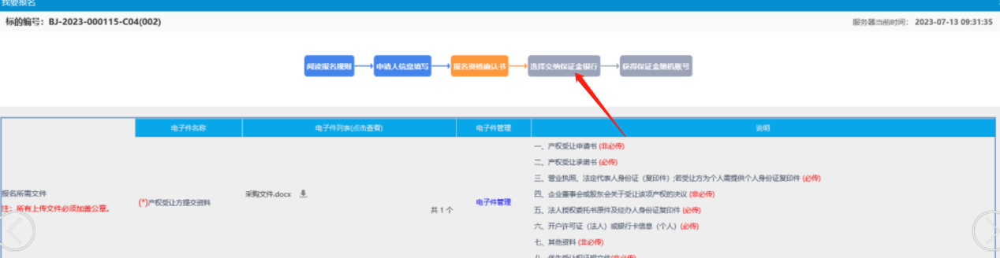 我要报名
标的编号：BJ-2023-000115-C04(002)
服务器当前时间： 2023-07-13 09:31:35
阅读报名规则
申请人信息填写
报名资格确认书
选择交纳保证金银行
获得保证金随机账号
电子件名称
电子件列表(点击查看)
电子件管理
说明
报名所需文件
注：所有上传文件必须加盖公章。
(*)产权受让方提交资料
采购文件.docx
共 1 个
电子件管理
一、产权受让申请书 (非必传)
二、产权受让承诺书 (必传)
三、营业执照、法定代表人身份证（复印件）;若受让方为个人需提供个人身份证复印件 (必传)
四、企业董事会或股东会关于受让该项产权的决议 (非必传)
五、法人授权委托书原件及经办人身份证复印件 (必传)
六、开户许可证（法人）或银行卡信息（个人）(必传)
七、其他资料 (非必传)
八、优先受让权证明文件(非必传)